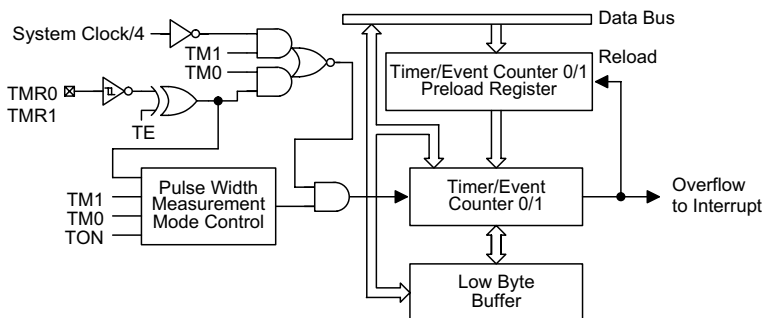 System Clock/4
TM1
TM0
TMR0
TMR1
TE
Data Bus
Timer/Event Counter 0/1
Preload Register
Reload
TM1
TM0
TON
Pulse Width
Measurement
Mode Control
Timer/Event
Counter 0/1
Overflow
to Interrupt
Low Byte
Buffer